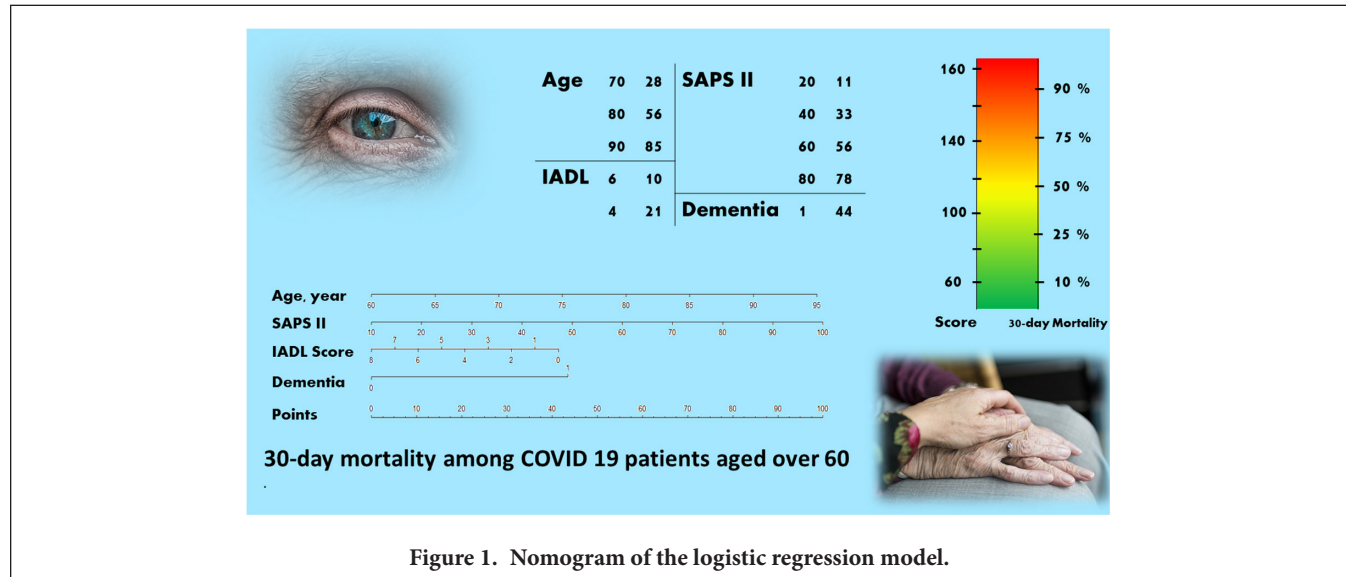 Age 70 28 SAPS II 20 11
80 56 40 33
90 85 60 56
IADL 6 10 80 78
4 21 Dementia 1 44
160
90 %
75 %
140
50 %
100
25 %
60 10 %
Score 30-day Mortality
Age, year
60 65 70 75 80 85 90 95
SAPS II
10 20 30 40 50 60 70 80 90 100
7 5 3 1
IADL Score
8 6 4 2 0
1
Dementia
0
Points
0 10 20 30 40 50 60 70 80 90 100
30-day mortality among COVID 19 patients aged over 60
.
Figure 1. Nomogram of the logistic regression model.